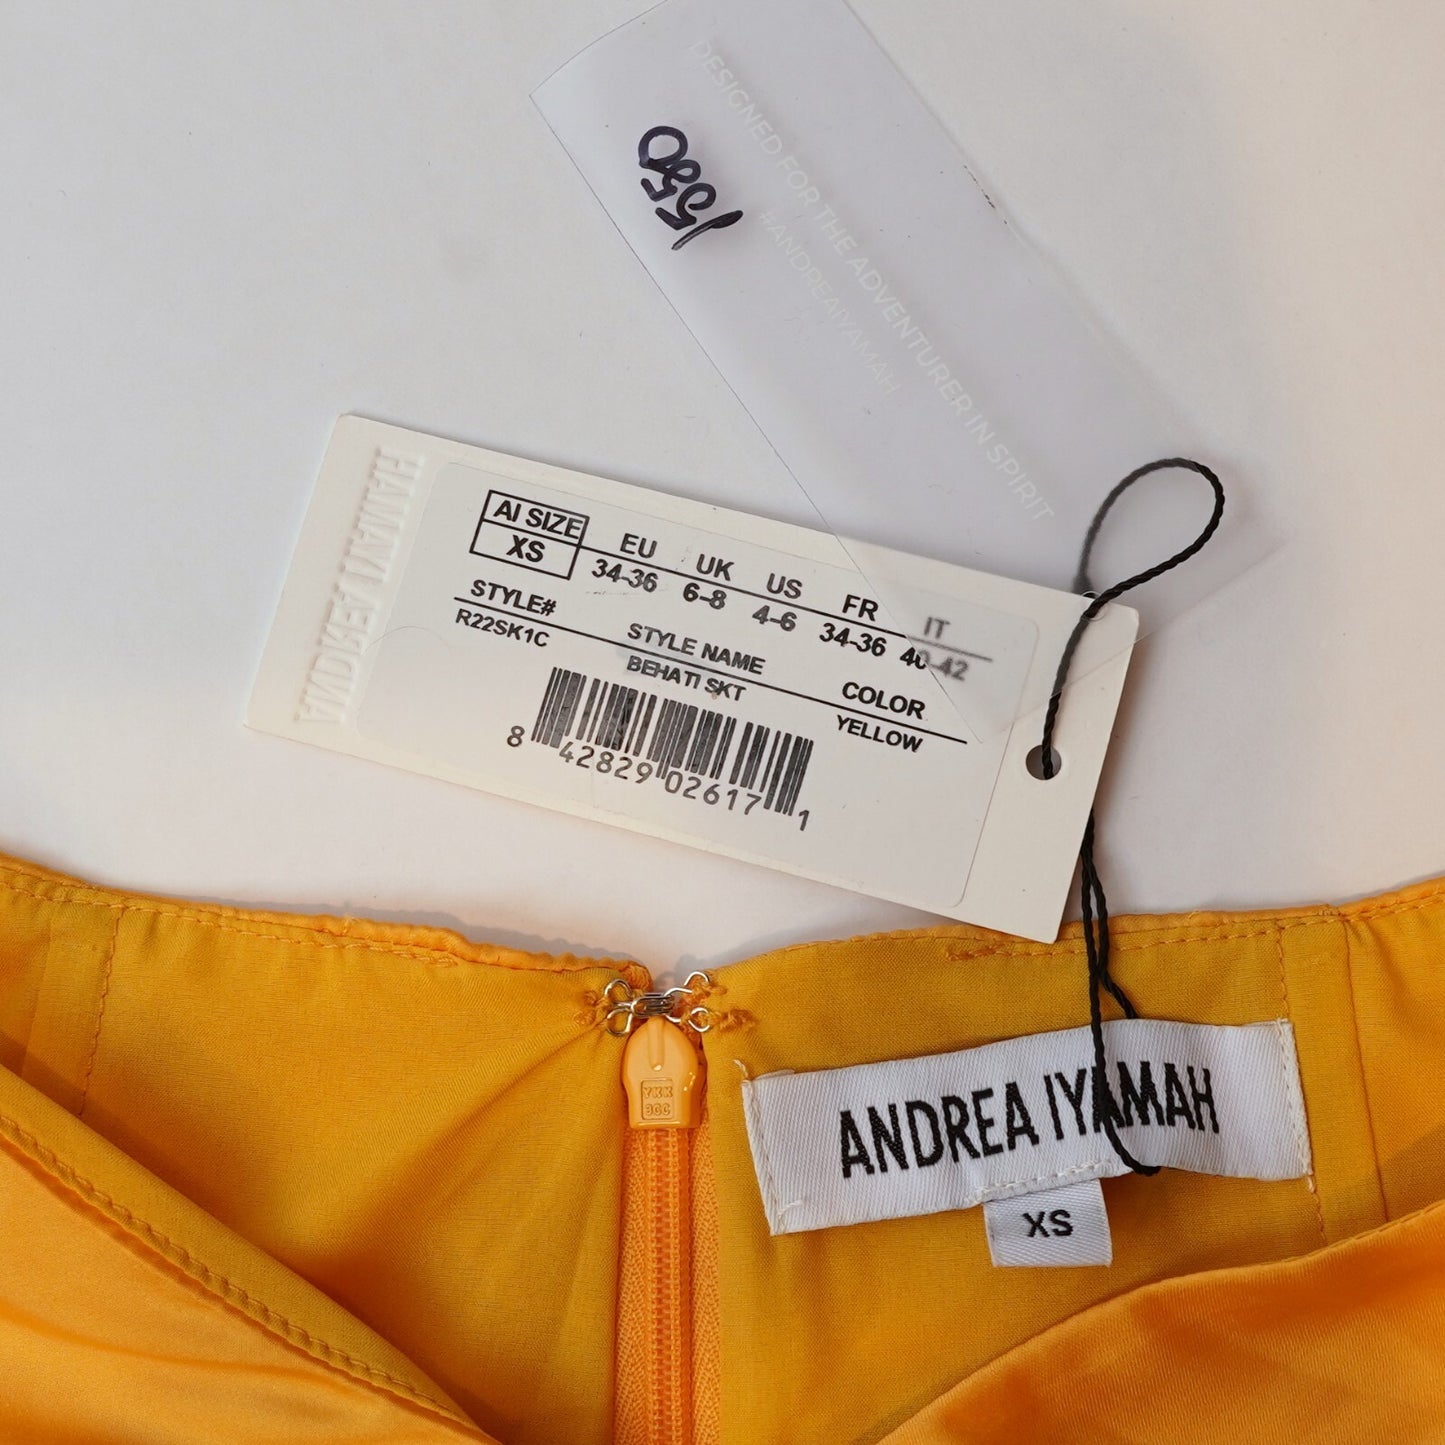 DESIGNED FOR THE ADVENTURER IN SPIRIT
#ANDREAIYAMAH
1550
ANDREA IYAMAH
AI SIZE EU UK US FR IT
XS 34-36 6-8 4-6 34-36 40-42
STYLE# STYLE NAME COLOR
R22SK1C BEHATI SKT YELLOW
8 42829 02617 1
YKK
ANDREA IYAMAH
XS